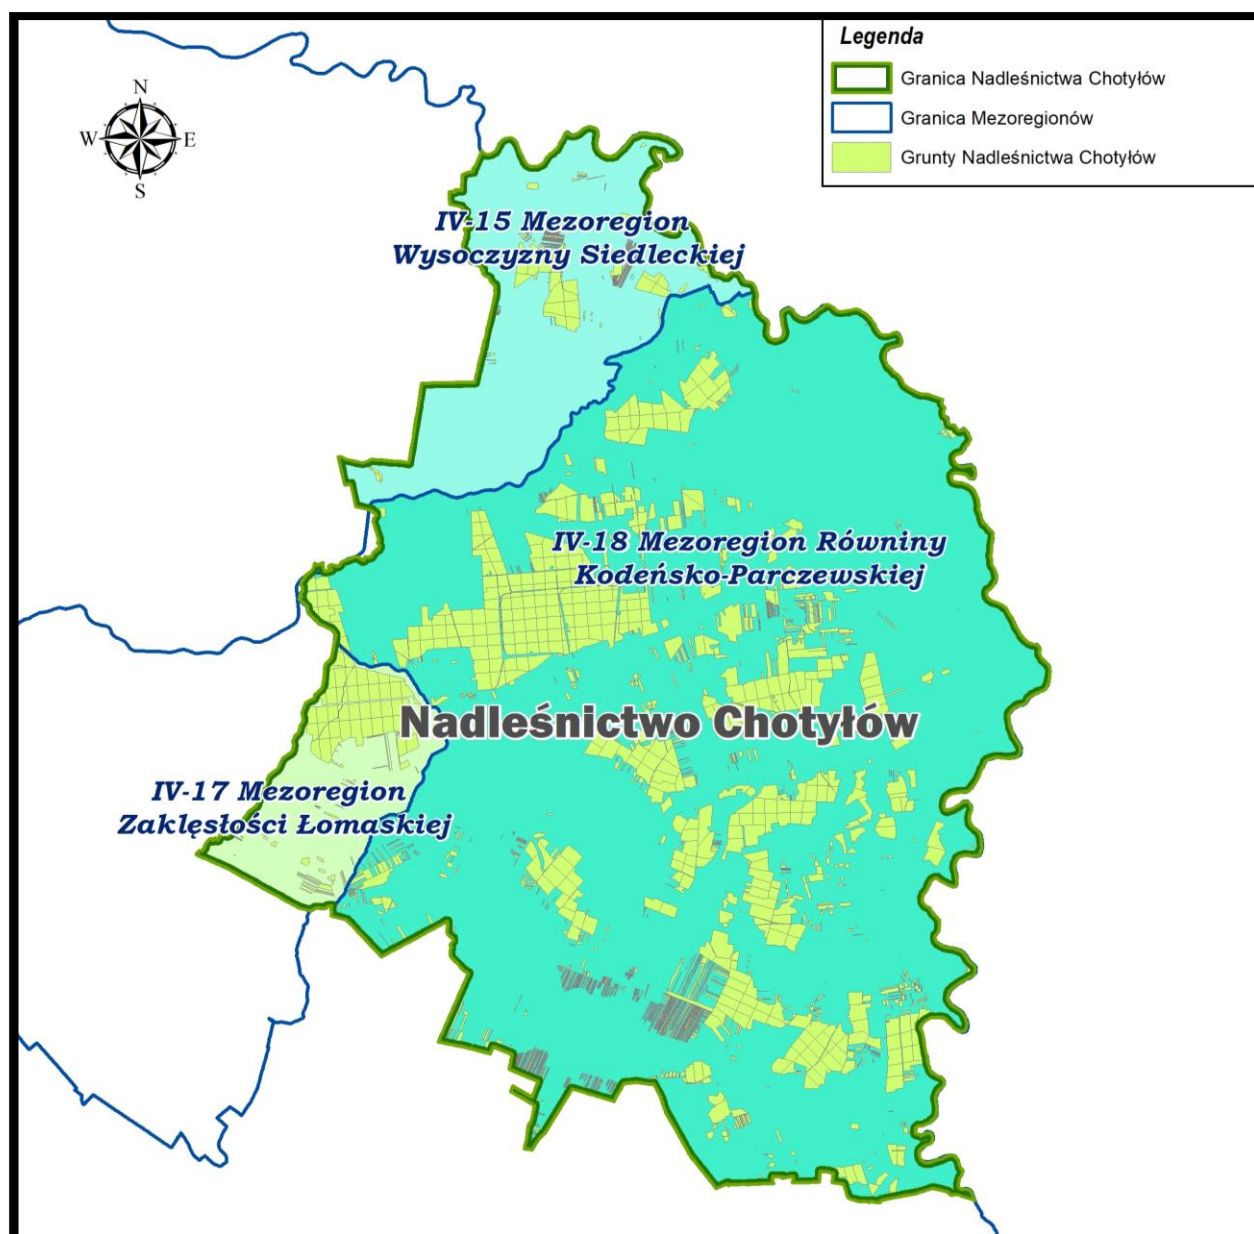 Legenda
Granica Nadleśnictwa Chotyłów
Granica Mezoregionów
Grunty Nadleśnictwa Chotyłów
N
W E
S
IV-15 Mezoregion
Wysoczyzny Siedleckiej
IV-18 Mezoregion Równiny
Kodeńsko-Parczewskiej
Nadleśnictwo Chotyłów
IV-17 Mezoregion
Zaklęsłości Łomaskiej